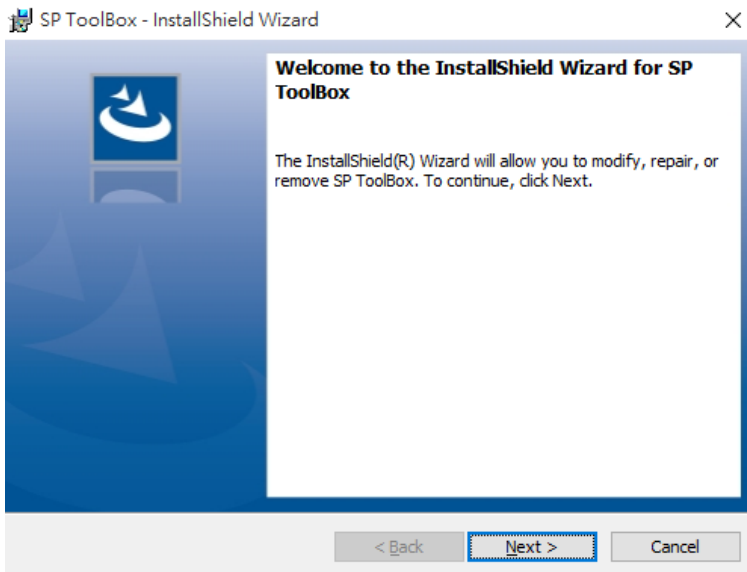 SP ToolBox - InstallShield Wizard
Welcome to the InstallShield Wizard for SP
ToolBox
The InstallShield(R) Wizard will allow you to modify, repair, or
remove SP ToolBox. To continue, click Next.
< Back
Next >
Cancel